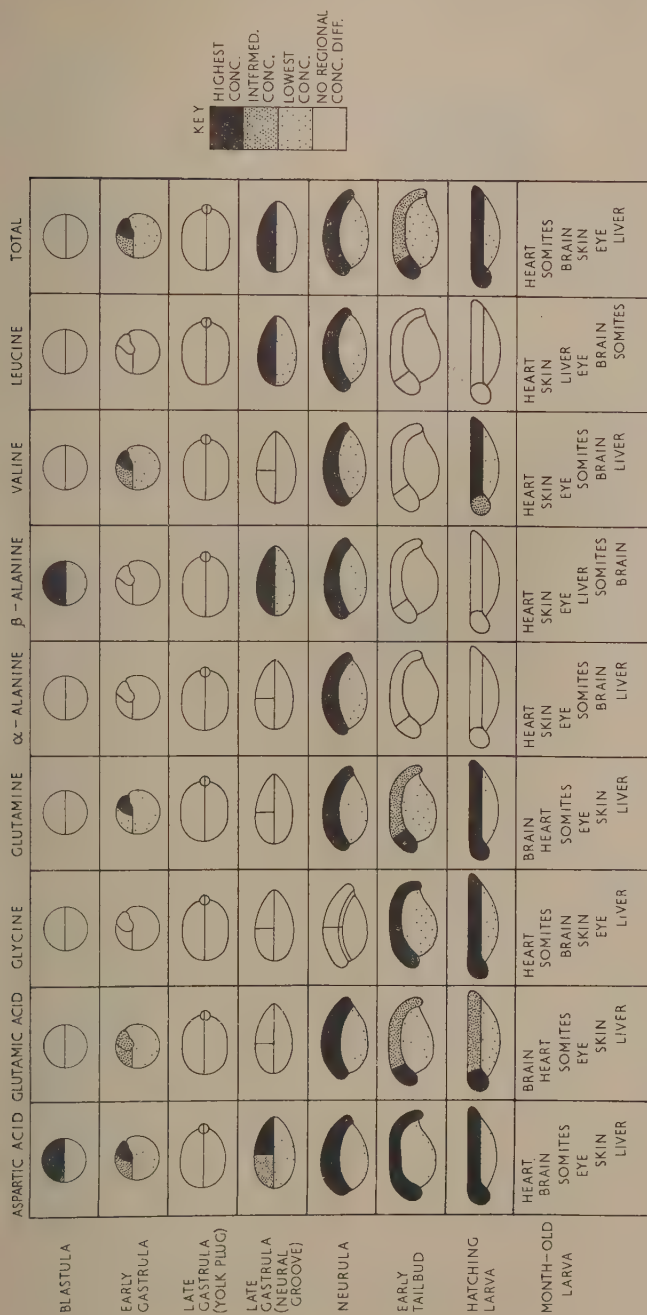 ASPARTIC ACID GLUTAMIC ACID GLYCINE GLUTAMINE α-ALANINE β-ALANINE VALINE LEUCINE TOTAL
KEY
HIGHEST
CONC.
INTERMED.
CONC.
LOWEST
CONC.
NO REGIONAL
CONC. DIFF.
BLASTULA
EARLY
GASTRULA
LATE
GASTRULA
(YOLK PLUG)
LATE
GASTRULA
(NEURAL
GROOVE)
NEURULA
EARLY
TAILBUD
HATCHING
LARVA
MONTH-OLD
LARVA
HEART
BRAIN
SOMITES
EYE
SKIN
LIVER
BRAIN
HEART
SOMITES
EYE
SKIN
LIVER
HEART
SOMITES
BRAIN
SKIN
EYE
LIVER
BRAIN
HEART
SOMITES
EYE
SKIN
LIVER
HEART
SKIN
EYE
SOMITES
BRAIN
LIVER
HEART
SKIN
EYE
LIVER
SOMITES
BRAIN
HEART
SKIN
EYE
SOMITES
BRAIN
LIVER
HEART
SKIN
LIVER
EYE
BRAIN
SOMITES
HEART
SOMITES
BRAIN
SKIN
EYE
LIVER